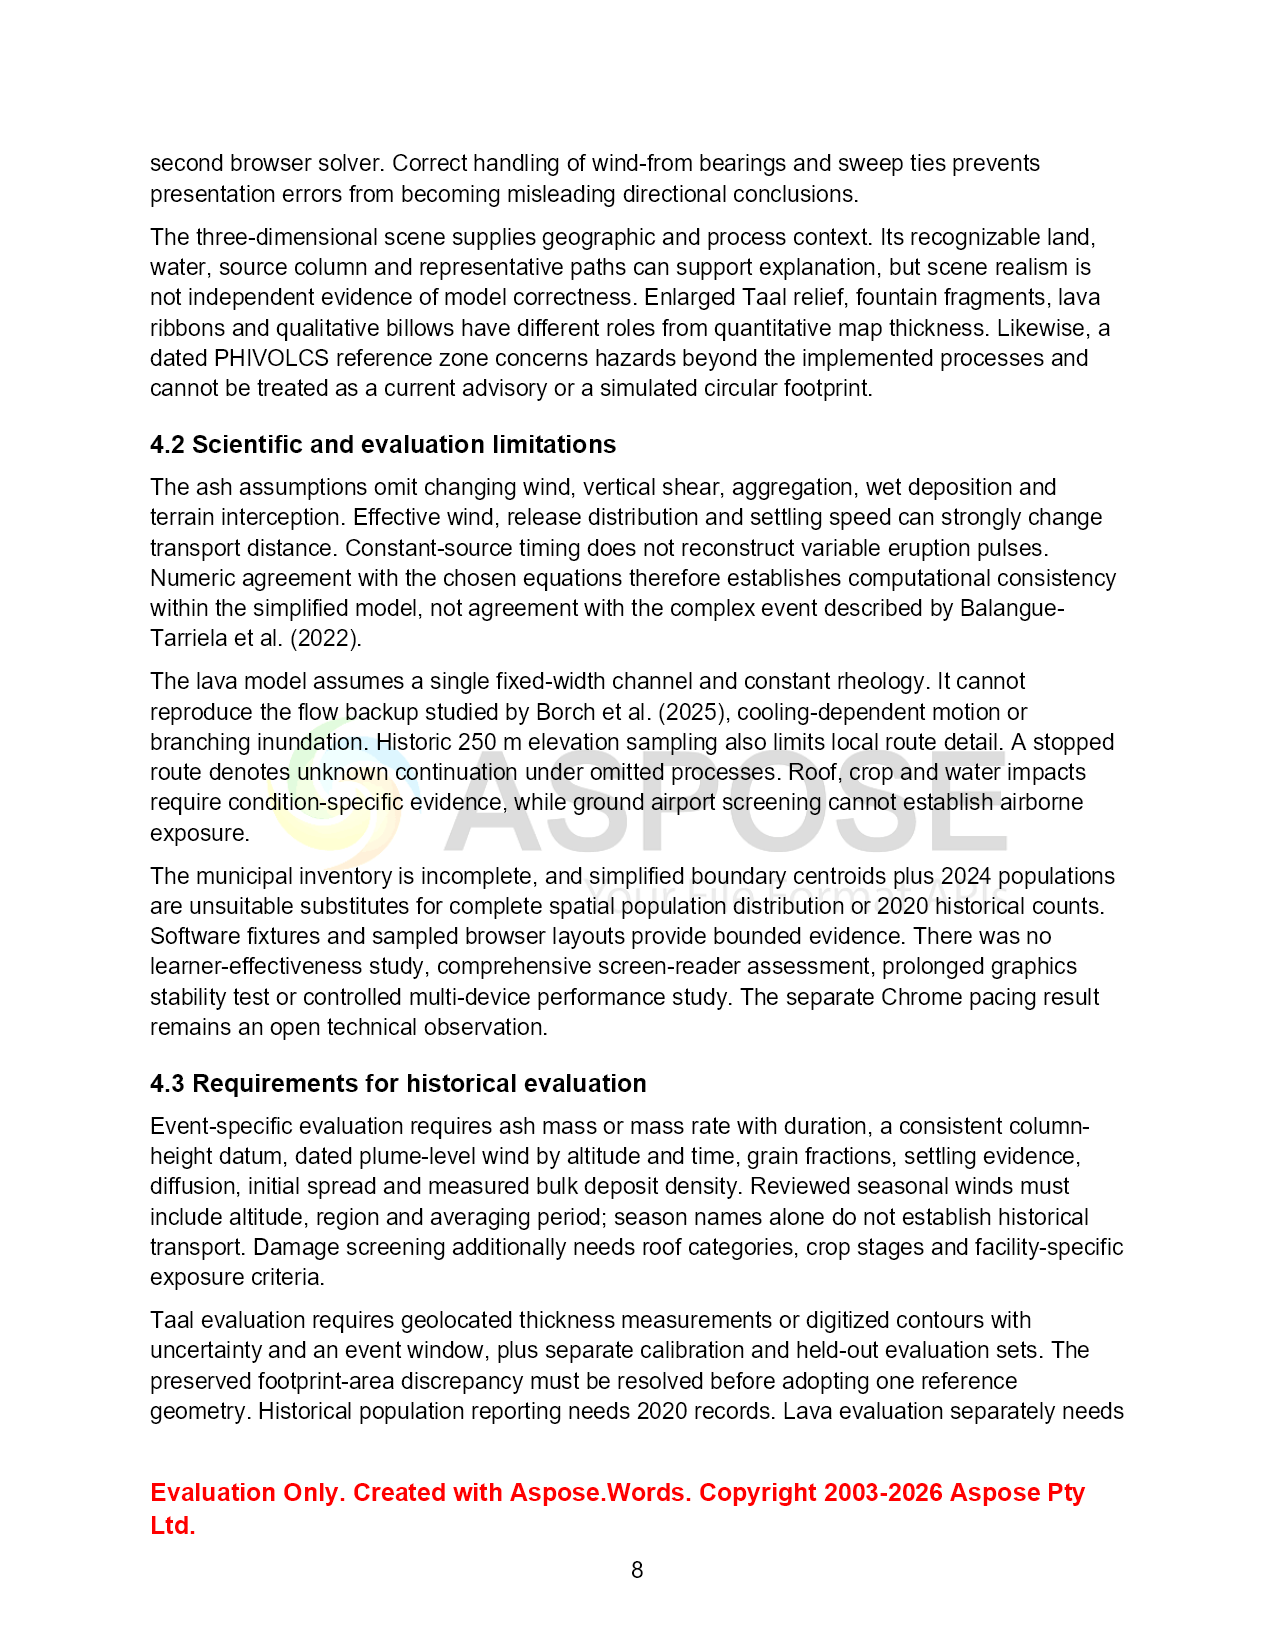 second browser solver. Correct handling of wind-from bearings and sweep ties prevents
presentation errors from becoming misleading directional conclusions.
The three-dimensional scene supplies geographic and process context. Its recognizable land,
water, source column and representative paths can support explanation, but scene realism is
not independent evidence of model correctness. Enlarged Taal relief, fountain fragments, lava
ribbons and qualitative billows have different roles from quantitative map thickness. Likewise, a
dated PHIVOLCS reference zone concerns hazards beyond the implemented processes and
cannot be treated as a current advisory or a simulated circular footprint.
4.2 Scientific and evaluation limitations
The ash assumptions omit changing wind, vertical shear, aggregation, wet deposition and
terrain interception. Effective wind, release distribution and settling speed can strongly change
transport distance. Constant-source timing does not reconstruct variable eruption pulses.
Numeric agreement with the chosen equations therefore establishes computational consistency
within the simplified model, not agreement with the complex event described by Balangue-
Tarriela et al. (2022).
The lava model assumes a single fixed-width channel and constant rheology. It cannot
reproduce the flow backup studied by Borch et al. (2025), cooling-dependent motion or
branching inundation. Historic 250 m elevation sampling also limits local route detail. A stopped
route denotes unknown continuation under omitted processes. Roof, crop and water impacts
require condition-specific evidence, while ground airport screening cannot establish airborne
exposure.
ASPOSE
Your File Format APIs
The municipal inventory is incomplete, and simplified boundary centroids plus 2024 populations
are unsuitable substitutes for complete spatial population distribution or 2020 historical counts.
Software fixtures and sampled browser layouts provide bounded evidence. There was no
learner-effectiveness study, comprehensive screen-reader assessment, prolonged graphics
stability test or controlled multi-device performance study. The separate Chrome pacing result
remains an open technical observation.
4.3 Requirements for historical evaluation
Event-specific evaluation requires ash mass or mass rate with duration, a consistent column-
height datum, dated plume-level wind by altitude and time, grain fractions, settling evidence,
diffusion, initial spread and measured bulk deposit density. Reviewed seasonal winds must
include altitude, region and averaging period; season names alone do not establish historical
transport. Damage screening additionally needs roof categories, crop stages and facility-specific
exposure criteria.
Taal evaluation requires geolocated thickness measurements or digitized contours with
uncertainty and an event window, plus separate calibration and held-out evaluation sets. The
preserved footprint-area discrepancy must be resolved before adopting one reference
geometry. Historical population reporting needs 2020 records. Lava evaluation separately needs
Evaluation Only. Created with Aspose.Words. Copyright 2003-2026 Aspose Pty
Ltd.
8